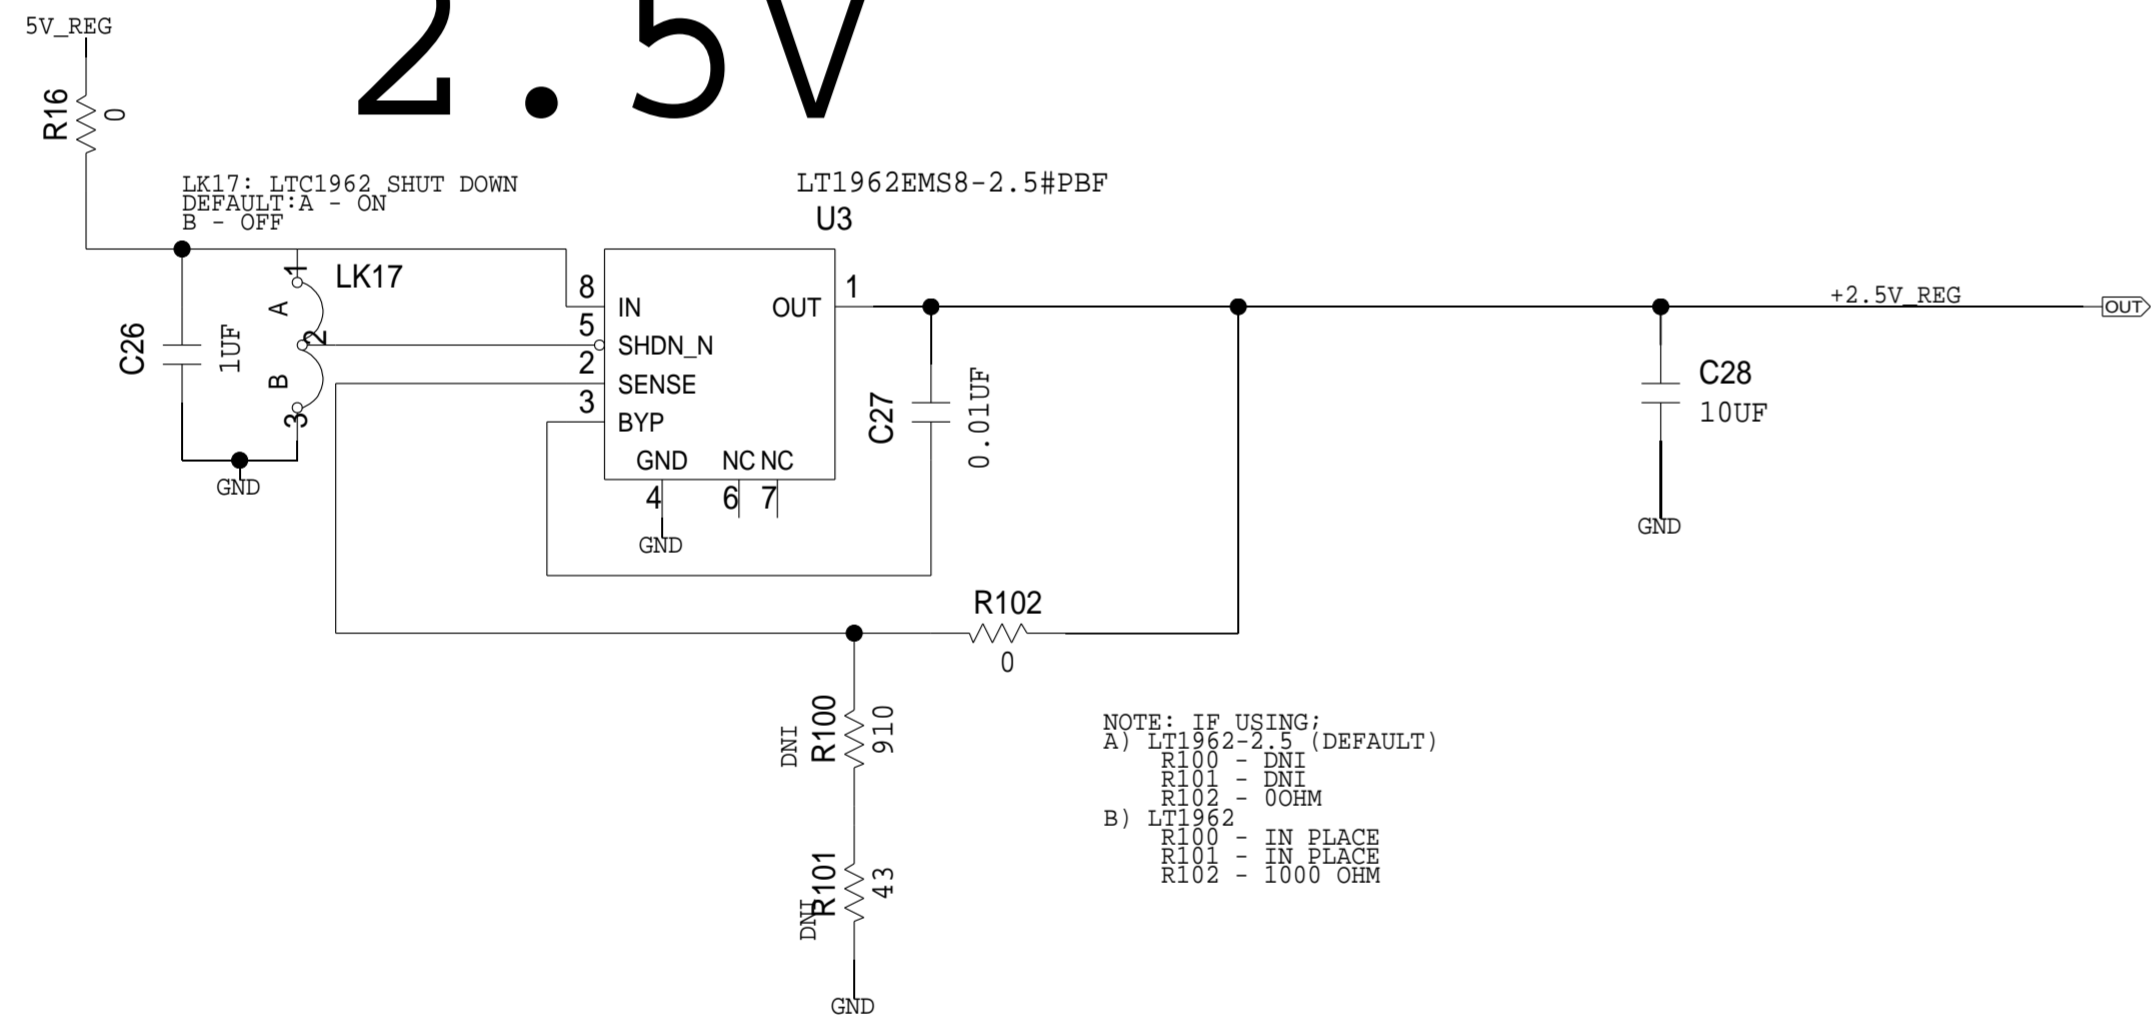 2.5V
5V_REG
R16
0
LK17: LTC1962 SHUT DOWN
DEFAULT:A - ON
B - OFF
LT1962EMS8-2.5#PBF
U3
1
A
2
B
3
LK17
C26
1UF
GND
8
IN
5
SHDN_N
2
SENSE
3
BYP
OUT
1
GND
NC
NC
4
6
7
GND
C27
0.01UF
+2.5V_REG
OUT
C28
10UF
GND
R102
0
DNI
R100
910
DNI
R101
43
GND
NOTE: IF USING;
A) LT1962-2.5 (DEFAULT)
R100 - DNI
R101 - DNI
R102 - 0OHM
B) LT1962
R100 - IN PLACE
R101 - IN PLACE
R102 - 1000 OHM